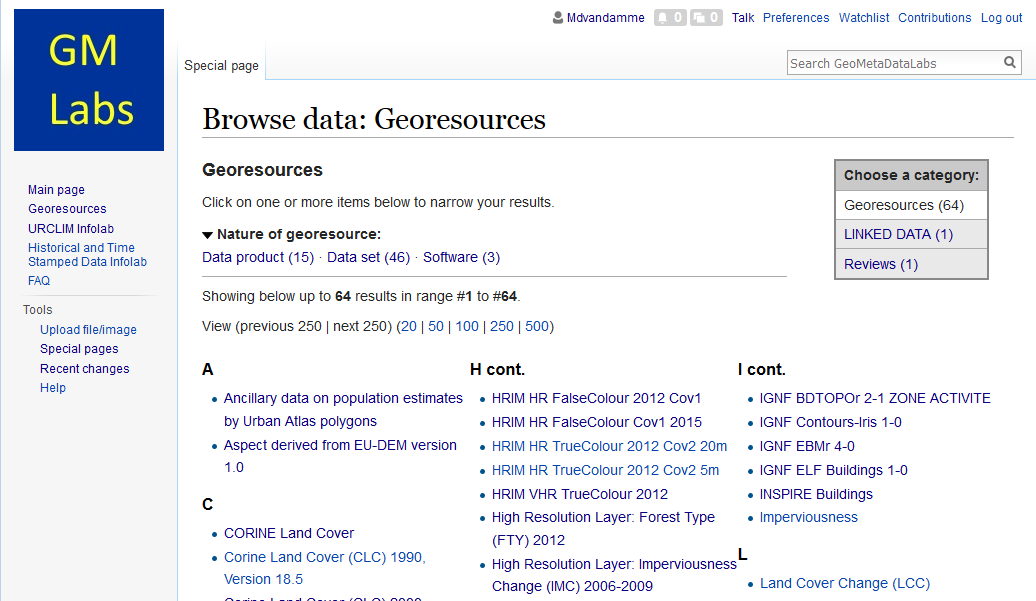 GM
Labs
Mdvandamme 0 0 Talk Preferences Watchlist Contributions Log out
Special page
Search GeoMetaDataLabs
Main page
Georesources
URCLIM Infolab
Historical and Time
Stamped Data Infolab
FAQ
Tools
Upload file/image
Special pages
Recent changes
Help
Browse data: Georesources
Georesources
Click on one or more items below to narrow your results.
Nature of georesource:
Data product (15) · Data set (46) · Software (3)
Choose a category:
Georesources (64)
LINKED DATA (1)
Reviews (1)
Showing below up to 64 results in range #1 to #64.
View (previous 250 | next 250) (20 | 50 | 100 | 250 | 500)
A
Ancillary data on population estimates
by Urban Atlas polygons
Aspect derived from EU-DEM version
1.0
C
CORINE Land Cover
Corine Land Cover (CLC) 1990,
Version 18.5
Corine Land Cover (CLC) 2000,
H cont.
HRIM HR FalseColour 2012 Cov1
HRIM HR FalseColour Cov1 2015
HRIM HR TrueColour 2012 Cov2 20m
HRIM HR TrueColour 2012 Cov2 5m
HRIM VHR TrueColour 2012
High Resolution Layer: Forest Type
(FTY) 2012
High Resolution Layer: Imperviousness
Change (IMC) 2006-2009
I cont.
IGNF BDTOPOr 2-1 ZONE ACTIVITE
IGNF Contours-Iris 1-0
IGNF EBMr 4-0
IGNF ELF Buildings 1-0
INSPIRE Buildings
Imperviousness
L
Land Cover Change (LCC)